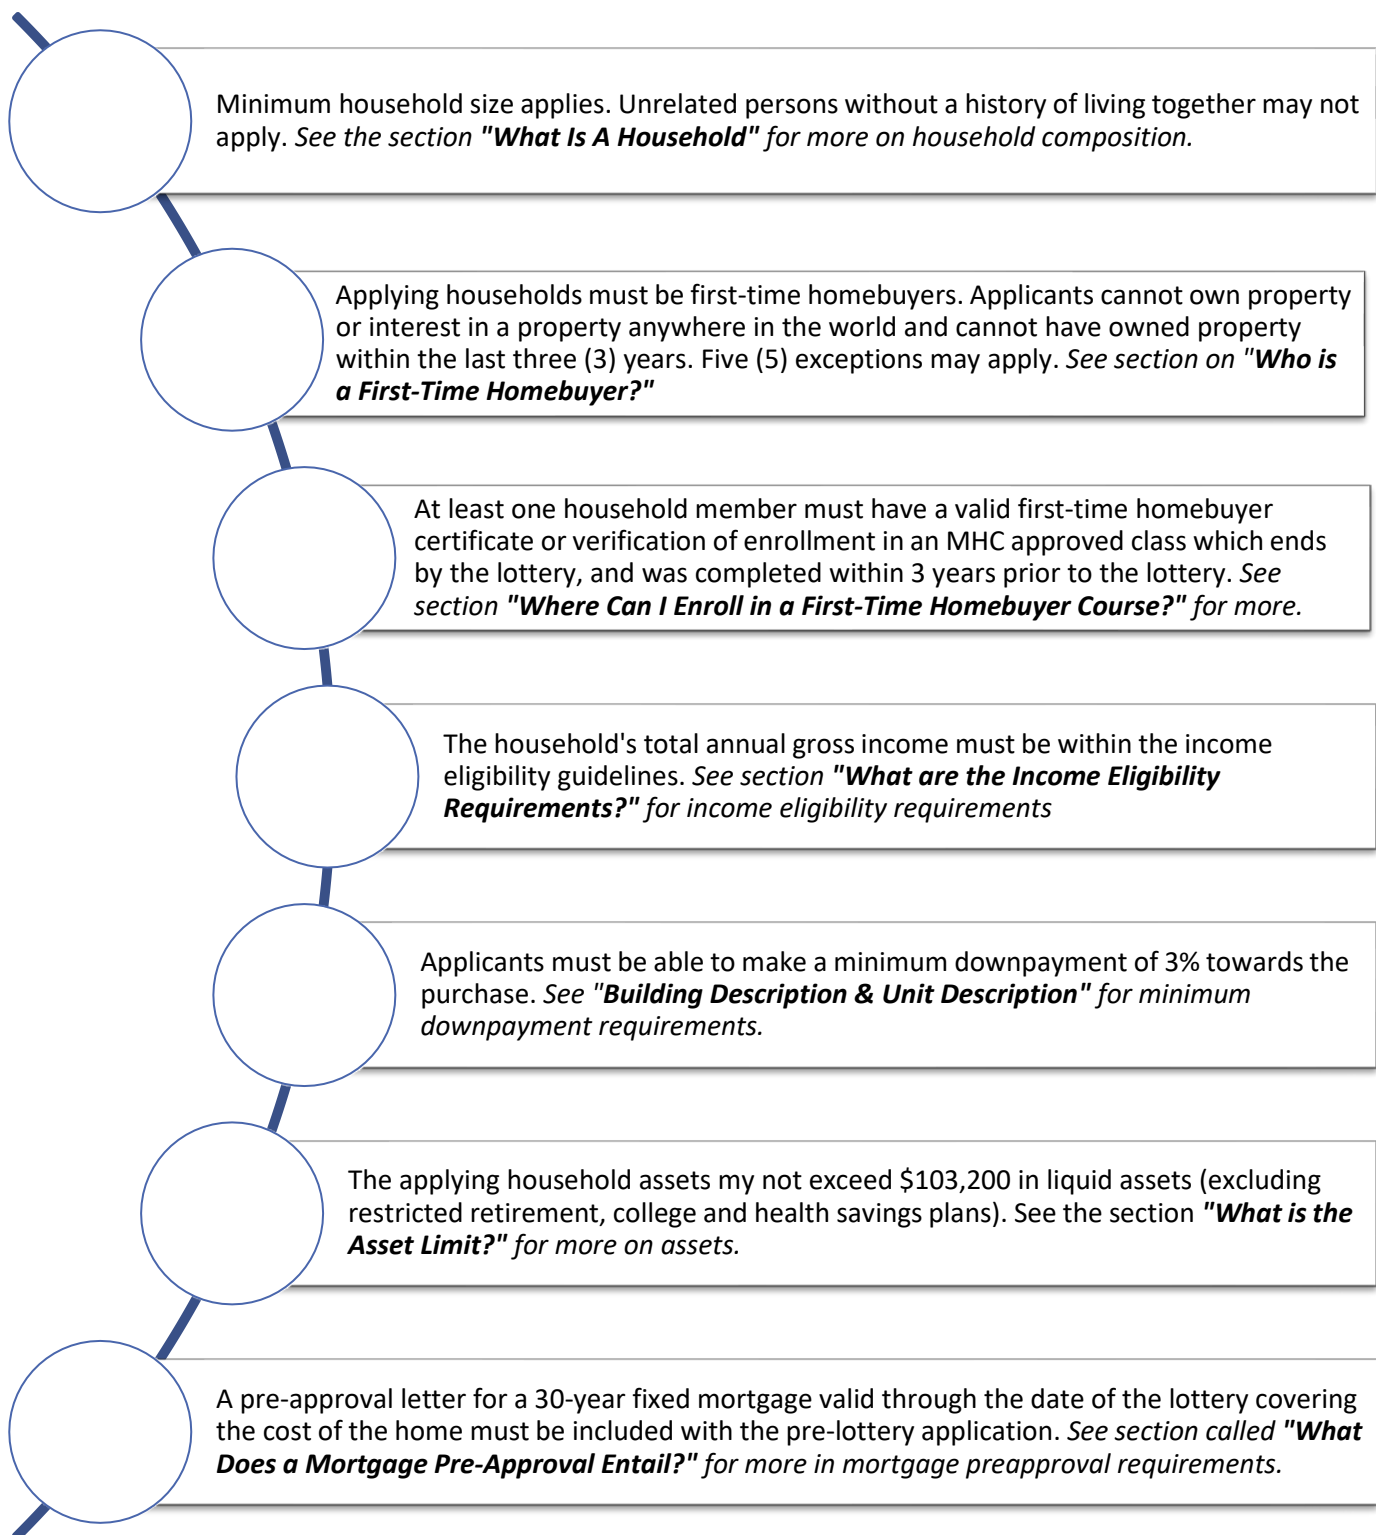 Minimum household size applies. Unrelated persons without a history of living together may not
apply. See the section "What Is A Household" for more on household composition.
Applying households must be first-time homebuyers. Applicants cannot own property
or interest in a property anywhere in the world and cannot have owned property
within the last three (3) years. Five (5) exceptions may apply. See section on "Who is
a First-Time Homebuyer?"
At least one household member must have a valid first-time homebuyer
certificate or verification of enrollment in an MHC approved class which ends
by the lottery, and was completed within 3 years prior to the lottery. See
section "Where Can I Enroll in a First-Time Homebuyer Course?" for more.
The household's total annual gross income must be within the income
eligibility guidelines. See section "What are the Income Eligibility
Requirements?" for income eligibility requirements
Applicants must be able to make a minimum downpayment of 3% towards the
purchase. See "Building Description & Unit Description" for minimum
downpayment requirements.
The applying household assets my not exceed $103,200 in liquid assets (excluding
restricted retirement, college and health savings plans). See the section "What is the
Asset Limit?" for more on assets.
A pre-approval letter for a 30-year fixed mortgage valid through the date of the lottery covering
the cost of the home must be included with the pre-lottery application. See section called "What
Does a Mortgage Pre-Approval Entail?" for more in mortgage preapproval requirements.